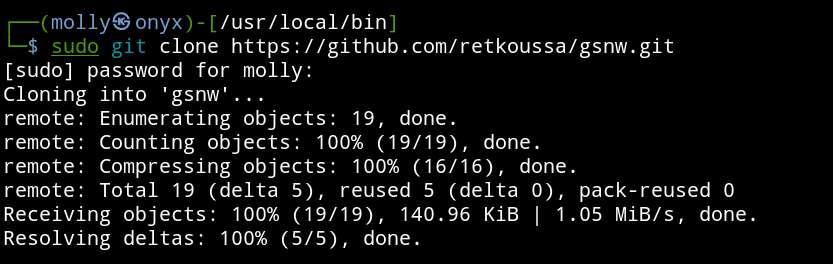 ┌──(molly㉿onyx)-[/usr/local/bin]
└─$ sudo git clone https://github.com/retkoussa/gsnw.git
[sudo] password for molly:
Cloning into 'gsnw'...
remote: Enumerating objects: 19, done.
remote: Counting objects: 100% (19/19), done.
remote: Compressing objects: 100% (16/16), done.
remote: Total 19 (delta 5), reused 5 (delta 0), pack-reused 0
Receiving objects: 100% (19/19), 140.96 KiB | 1.05 MiB/s, done.
Resolving deltas: 100% (5/5), done.